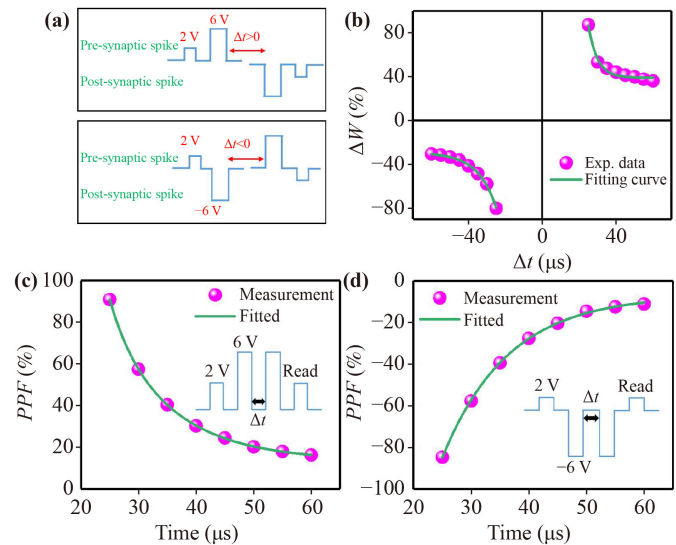 (a)
6 V
2 V
Δt>0
Pre-synaptic spike
Post-synaptic spike
2 V
Δt<0
Pre-synaptic spike
Post-synaptic spike
−6 V
(b)
80
40
0
−40
−80
ΔW (%)
Exp. data
Fitting curve
−40
0
40
Δt (μs)
(c)
100
80
60
40
20
0
PPF (%)
Measurement
Fitted
6 V
2 V
Read
Δt
20
30
40
50
60
Time (μs)
(d)
0
−20
−40
−60
−80
−100
PPF (%)
Measurement
Fitted
2 V
Δt
Read
−6 V
20
30
40
50
60
Time (μs)